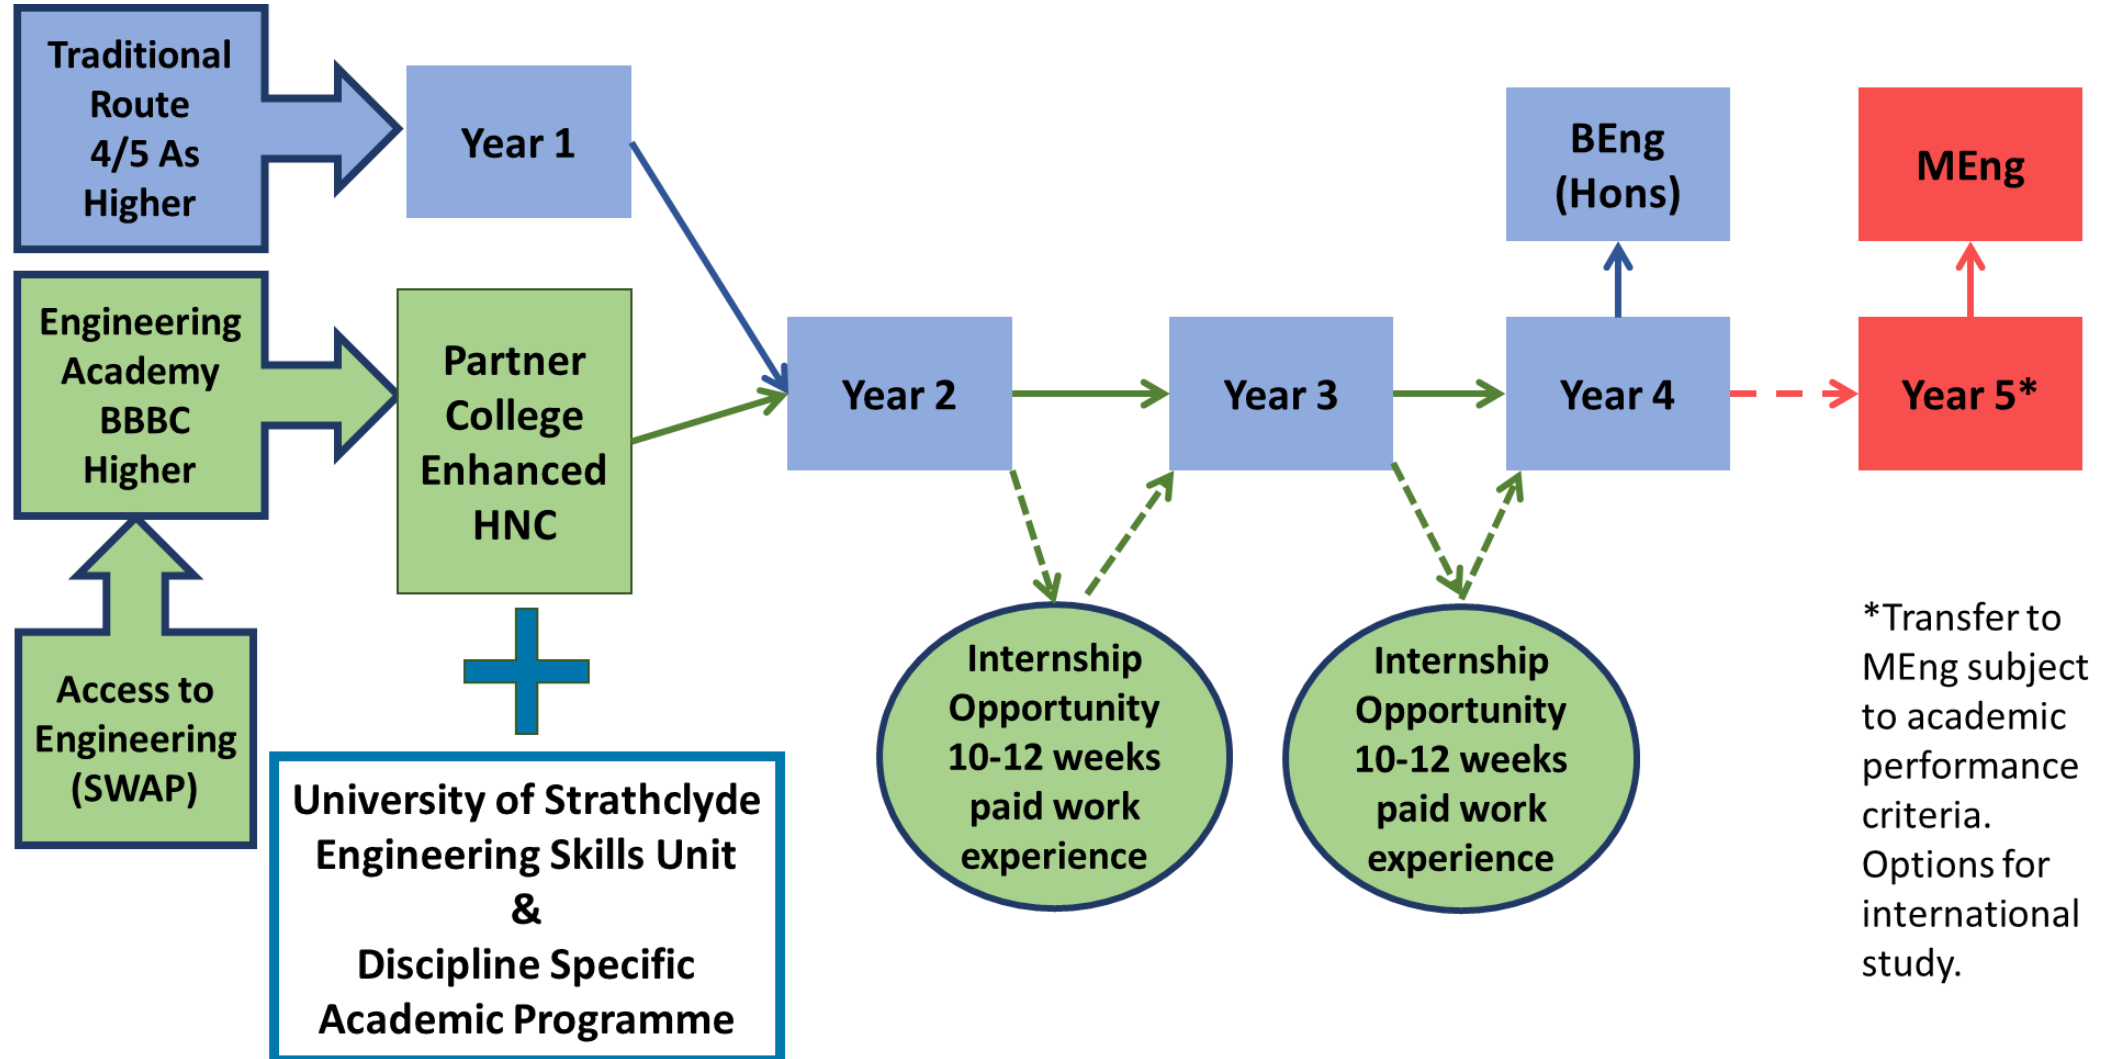 Traditional
Route
4/5 As
Higher
Year 1
BEng
(Hons)
MEng
Engineering
Academy
BBBC
Higher
Partner
College
Enhanced
HNC
Year 2
Year 3
Year 4
Year 5*
Access to
Engineering
(SWAP)
University of Strathclyde
Engineering Skills Unit
&
Discipline Specific
Academic Programme
Internship
Opportunity
10-12 weeks
paid work
experience
Internship
Opportunity
10-12 weeks
paid work
experience
*Transfer to
MEng subject
to academic
performance
criteria.
Options for
international
study.